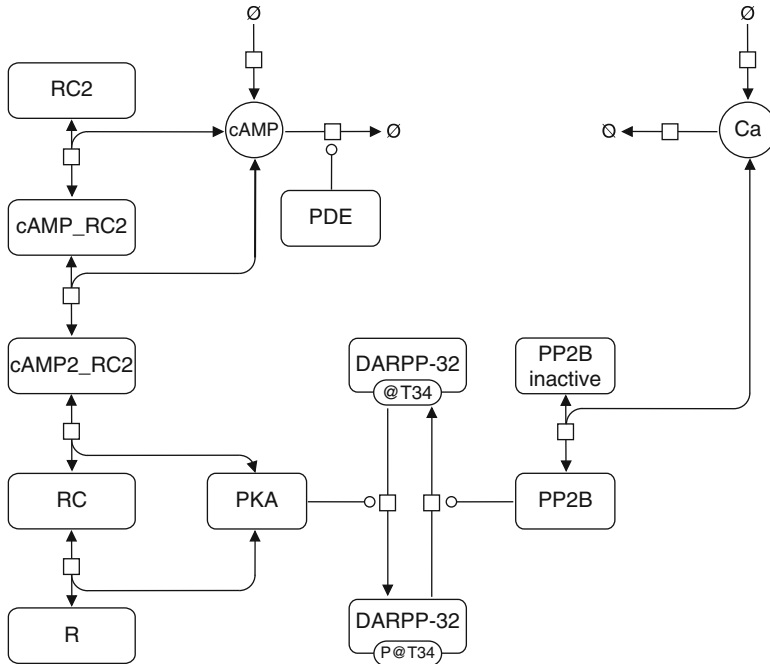 Ø
Ø
RC2
cAMP
Ø
Ø
Ca
cAMP_RC2
PDE
cAMP2_RC2
DARPP-32
@T34
PP2B
inactive
RC
PKA
PP2B
R
DARPP-32
P@T34